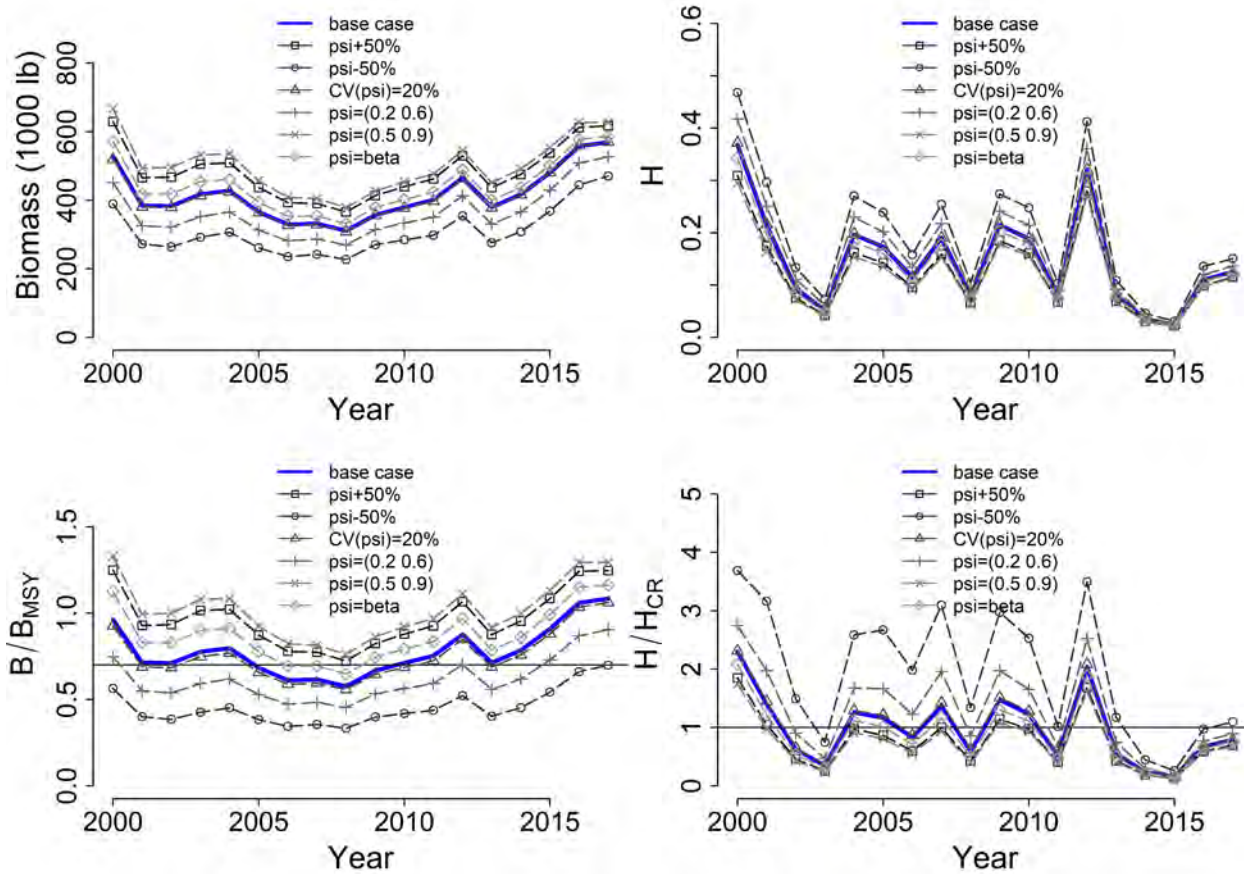 base case
psi+50%
psi-50%
CV(psi)=20%
psi=(0.2 0.6)
psi=(0.5 0.9)
psi=beta
Biomass (1000 lb)
0 200 400 600 800
2000 2005 2010 2015
Year
base case
psi+50%
psi-50%
CV(psi)=20%
psi=(0.2 0.6)
psi=(0.5 0.9)
psi=beta
H
0.0 0.2 0.4 0.6
2000 2005 2010 2015
Year
base case
psi+50%
psi-50%
CV(psi)=20%
psi=(0.2 0.6)
psi=(0.5 0.9)
psi=beta
B/BMSY
0.0 0.5 1.0 1.5
2000 2005 2010 2015
Year
base case
psi+50%
psi-50%
CV(psi)=20%
psi=(0.2 0.6)
psi=(0.5 0.9)
psi=beta
H/HCR
0 1 2 3 4 5
2000 2005 2010 2015
Year